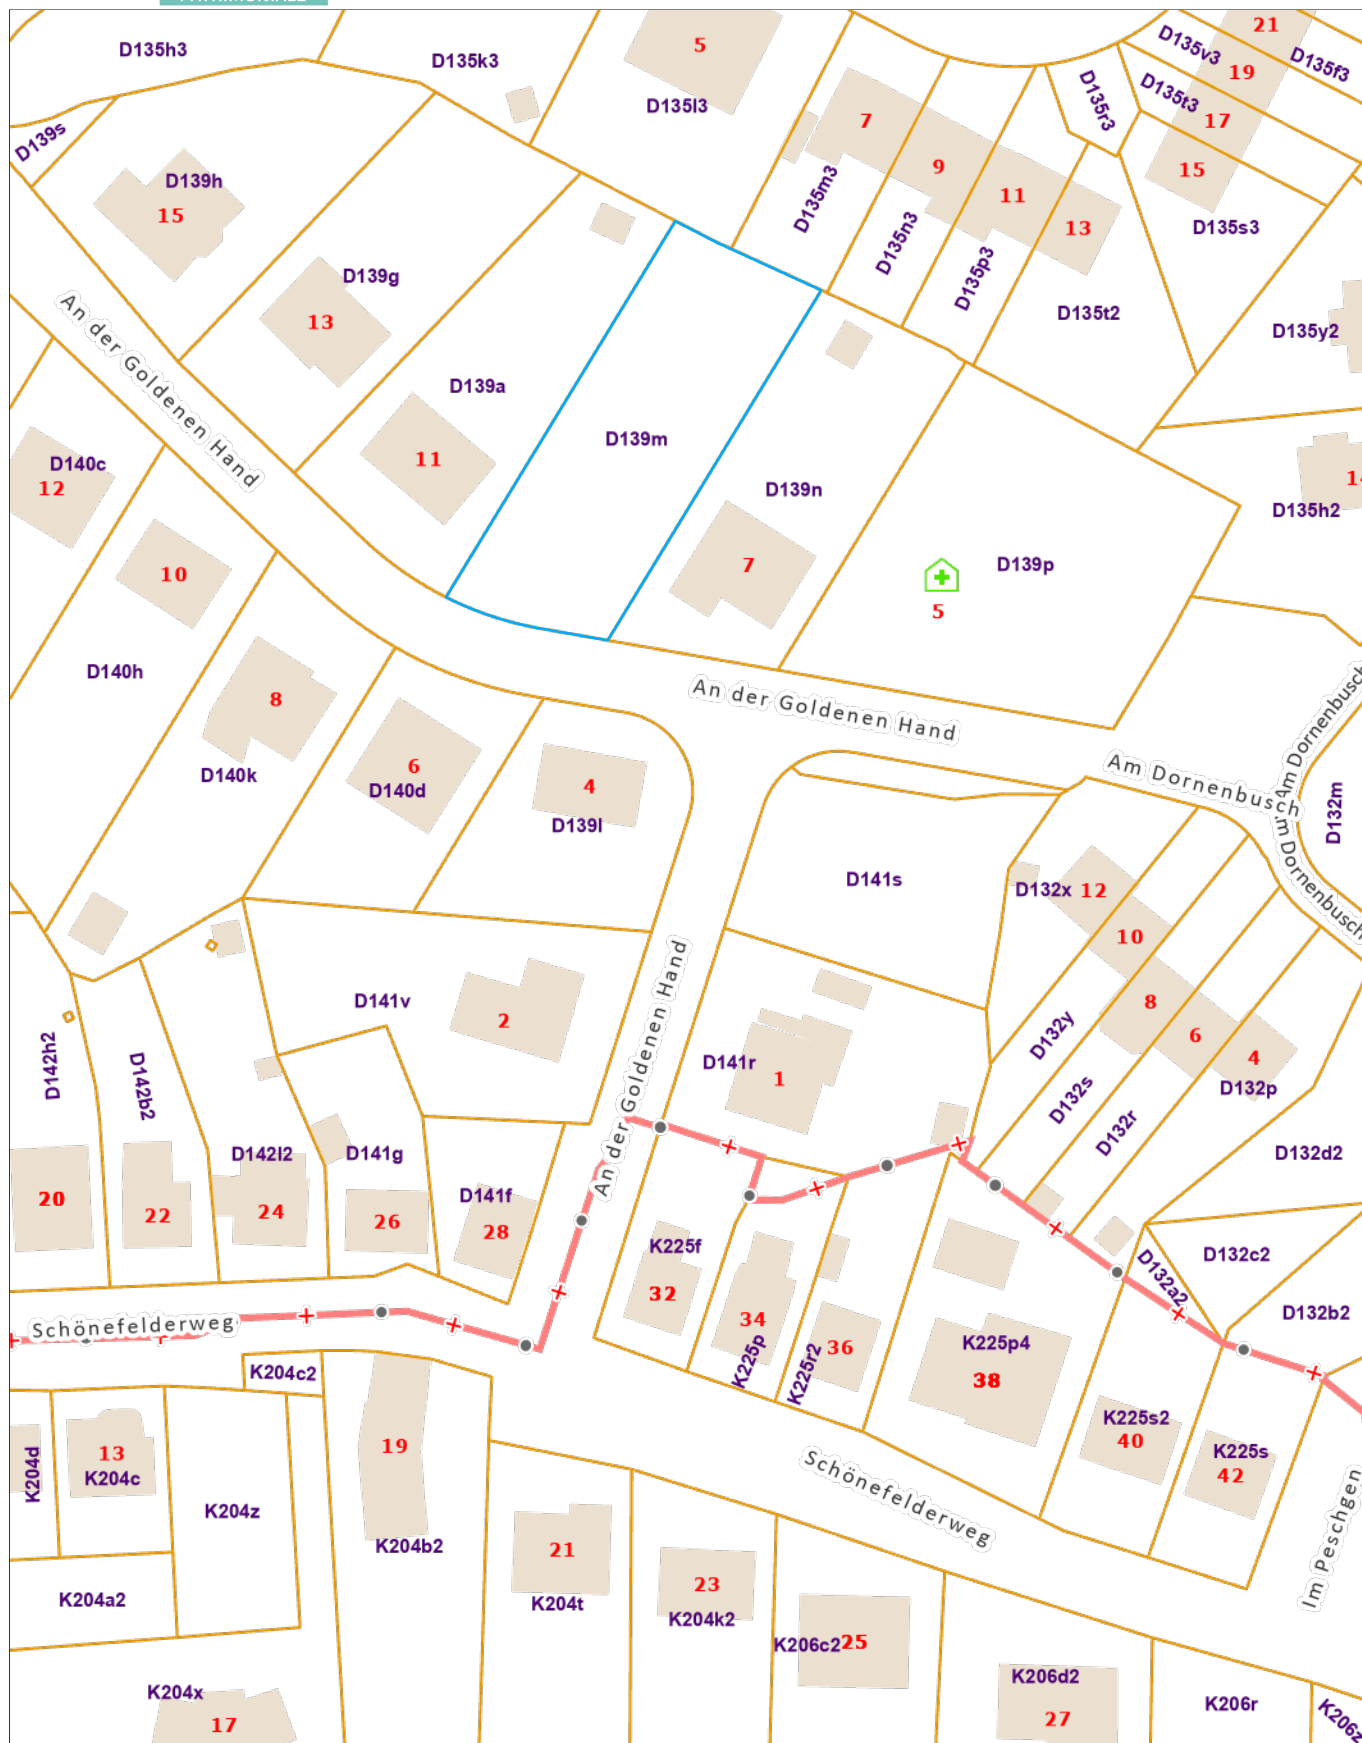 21
D135h3
D135k3
5
D135v3
19
D135f3
D135l3
D135t3
D135r3
7
17
D139s
9
15
D139h
15
11
D135m3
D135n3
13
D135s3
D139g
D135p3
13
D135t2
D135y2
An der Goldenen Hand
D139a
D139m
11
D140c
12
D139n
14
D135h2
7
D139p
10
5
D140h
8
An der Goldenen Hand
Am Dornenbusch
6
D140k
D140d
4
D139l
Am Dornenbusch
D132m
Am Dornenbusch
D141s
D132x
12
10
D141v
2
An der Goldenen Hand
8
D132y
6
D142h2
D142b2
D141r
1
4
D132p
D132s
D132r
D142l2
D141g
D132d2
20
22
24
26
D141f
28
K225f
D132c2
D132a2
32
34
D132b2
Schönefelderweg
36
K225p4
38
K225p
K225r2
K204c2
K225s2
40
19
13
K204d
K204c
K225s
42
Schönefelderweg
Im Peschgen
K204z
K204b2
21
23
K204a2
K204t
K204k2
K206c2
25
K204x
K206d2
17
27
K206r